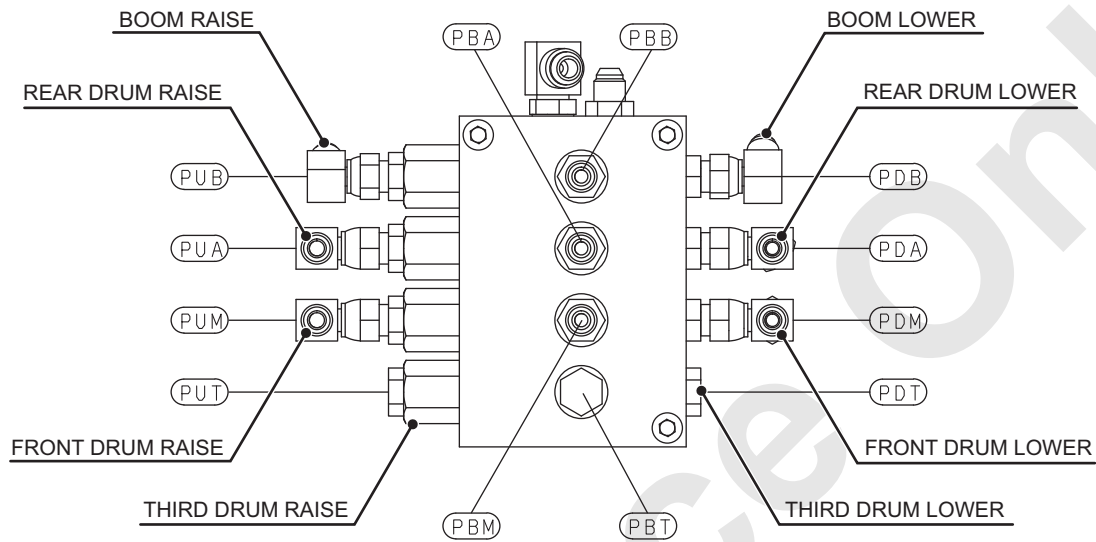 BOOM RAISE
PBA
PBB
BOOM LOWER
REAR DRUM RAISE
REAR DRUM LOWER
PUB
PDB
PUA
PDA
PUM
PDM
PUT
PDT
FRONT DRUM RAISE
FRONT DRUM LOWER
THIRD DRUM RAISE
PBM
PBT
THIRD DRUM LOWER